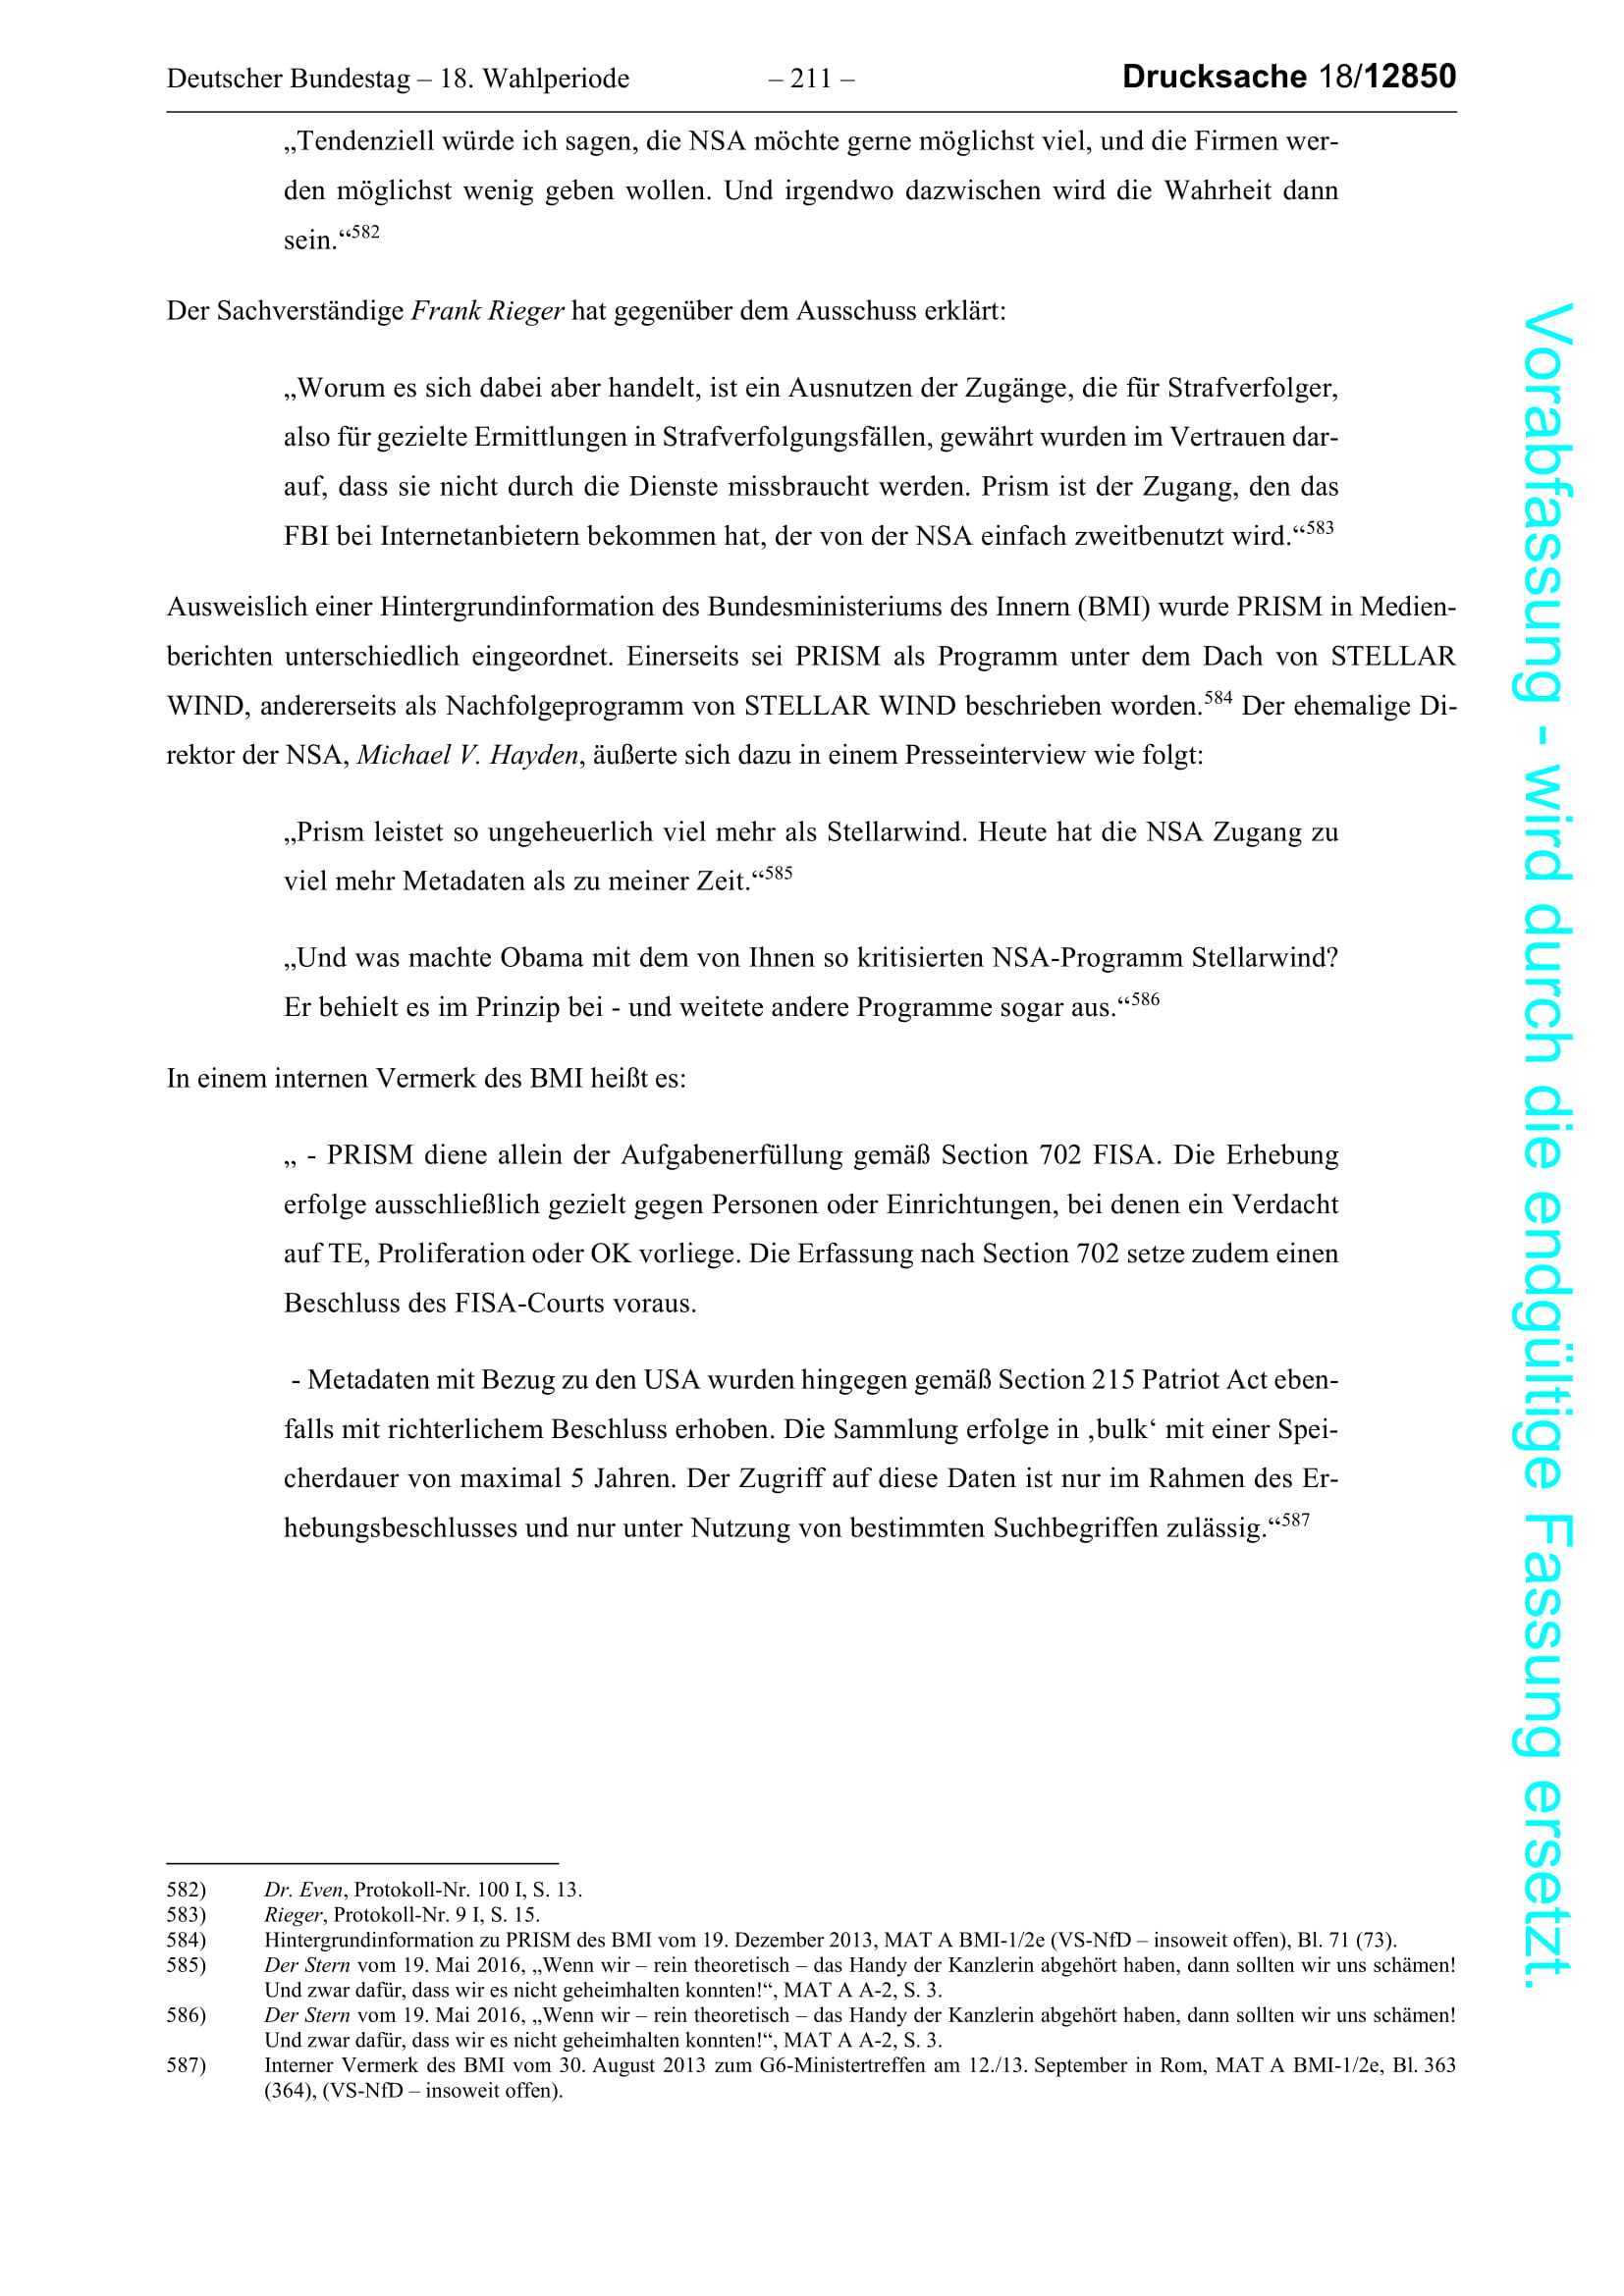 Deutscher Bundestag – 18. Wahlperiode – 211 – Drucksache 18/12850
„Tendenziell würde ich sagen, die NSA möchte gerne möglichst viel, und die Firmen wer-
den möglichst wenig geben wollen. Und irgendwo dazwischen wird die Wahrheit dann
sein.“582
Der Sachverständige Frank Rieger hat gegenüber dem Ausschuss erklärt:
„Worum es sich dabei aber handelt, ist ein Ausnutzen der Zugänge, die für Strafverfolger,
also für gezielte Ermittlungen in Strafverfolgungsfällen, gewährt wurden im Vertrauen dar-
auf, dass sie nicht durch die Dienste missbraucht werden. Prism ist der Zugang, den das
FBI bei Internetanbietern bekommen hat, der von der NSA einfach zweitbenutzt wird.“583
Ausweislich einer Hintergrundinformation des Bundesministeriums des Innern (BMI) wurde PRISM in Medien-
berichten unterschiedlich eingeordnet. Einerseits sei PRISM als Programm unter dem Dach von STELLAR
WIND, andererseits als Nachfolgeprogramm von STELLAR WIND beschrieben worden.584 Der ehemalige Di-
rektor der NSA, Michael V. Hayden, äußerte sich dazu in einem Presseinterview wie folgt:
„Prism leistet so ungeheuerlich viel mehr als Stellarwind. Heute hat die NSA Zugang zu
viel mehr Metadaten als zu meiner Zeit.“585
„Und was machte Obama mit dem von Ihnen so kritisierten NSA-Programm Stellarwind?
Er behielt es im Prinzip bei - und weitete andere Programme sogar aus.“586
In einem internen Vermerk des BMI heißt es:
„ - PRISM diene allein der Aufgabenerfüllung gemäß Section 702 FISA. Die Erhebung
erfolge ausschließlich gezielt gegen Personen oder Einrichtungen, bei denen ein Verdacht
auf TE, Proliferation oder OK vorliege. Die Erfassung nach Section 702 setze zudem einen
Beschluss des FISA-Courts voraus.
- Metadaten mit Bezug zu den USA wurden hingegen gemäß Section 215 Patriot Act eben-
falls mit richterlichem Beschluss erhoben. Die Sammlung erfolge in ‚bulk‘ mit einer Spei-
cherdauer von maximal 5 Jahren. Der Zugriff auf diese Daten ist nur im Rahmen des Er-
hebungsbeschlusses und nur unter Nutzung von bestimmten Suchbegriffen zulässig.“587
582) Dr. Even, Protokoll-Nr. 100 I, S. 13.
583) Rieger, Protokoll-Nr. 9 I, S. 15.
584) Hintergrundinformation zu PRISM des BMI vom 19. Dezember 2013, MAT A BMI-1/2e (VS-NfD – insoweit offen), Bl. 71 (73).
585) Der Stern vom 19. Mai 2016, „Wenn wir – rein theoretisch – das Handy der Kanzlerin abgehört haben, dann sollten wir uns schämen!
Und zwar dafür, dass wir es nicht geheimhalten konnten!“, MAT A A-2, S. 3.
586) Der Stern vom 19. Mai 2016, „Wenn wir – rein theoretisch – das Handy der Kanzlerin abgehört haben, dann sollten wir uns schämen!
Und zwar dafür, dass wir es nicht geheimhalten konnten!“, MAT A A-2, S. 3.
587) Interner Vermerk des BMI vom 30. August 2013 zum G6-Ministertreffen am 12./13. September in Rom, MAT A BMI-1/2e, Bl. 363
(364), (VS-NfD – insoweit offen).
Vorabfassung - wird durch die endgültige Fassung ersetzt.